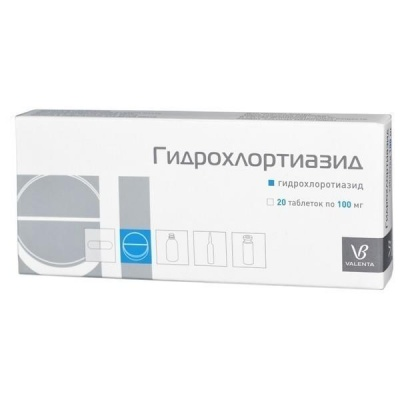 Гидрохлортиазид
гидрохлоротиазид
20 таблеток по 100 мг
VALENTA